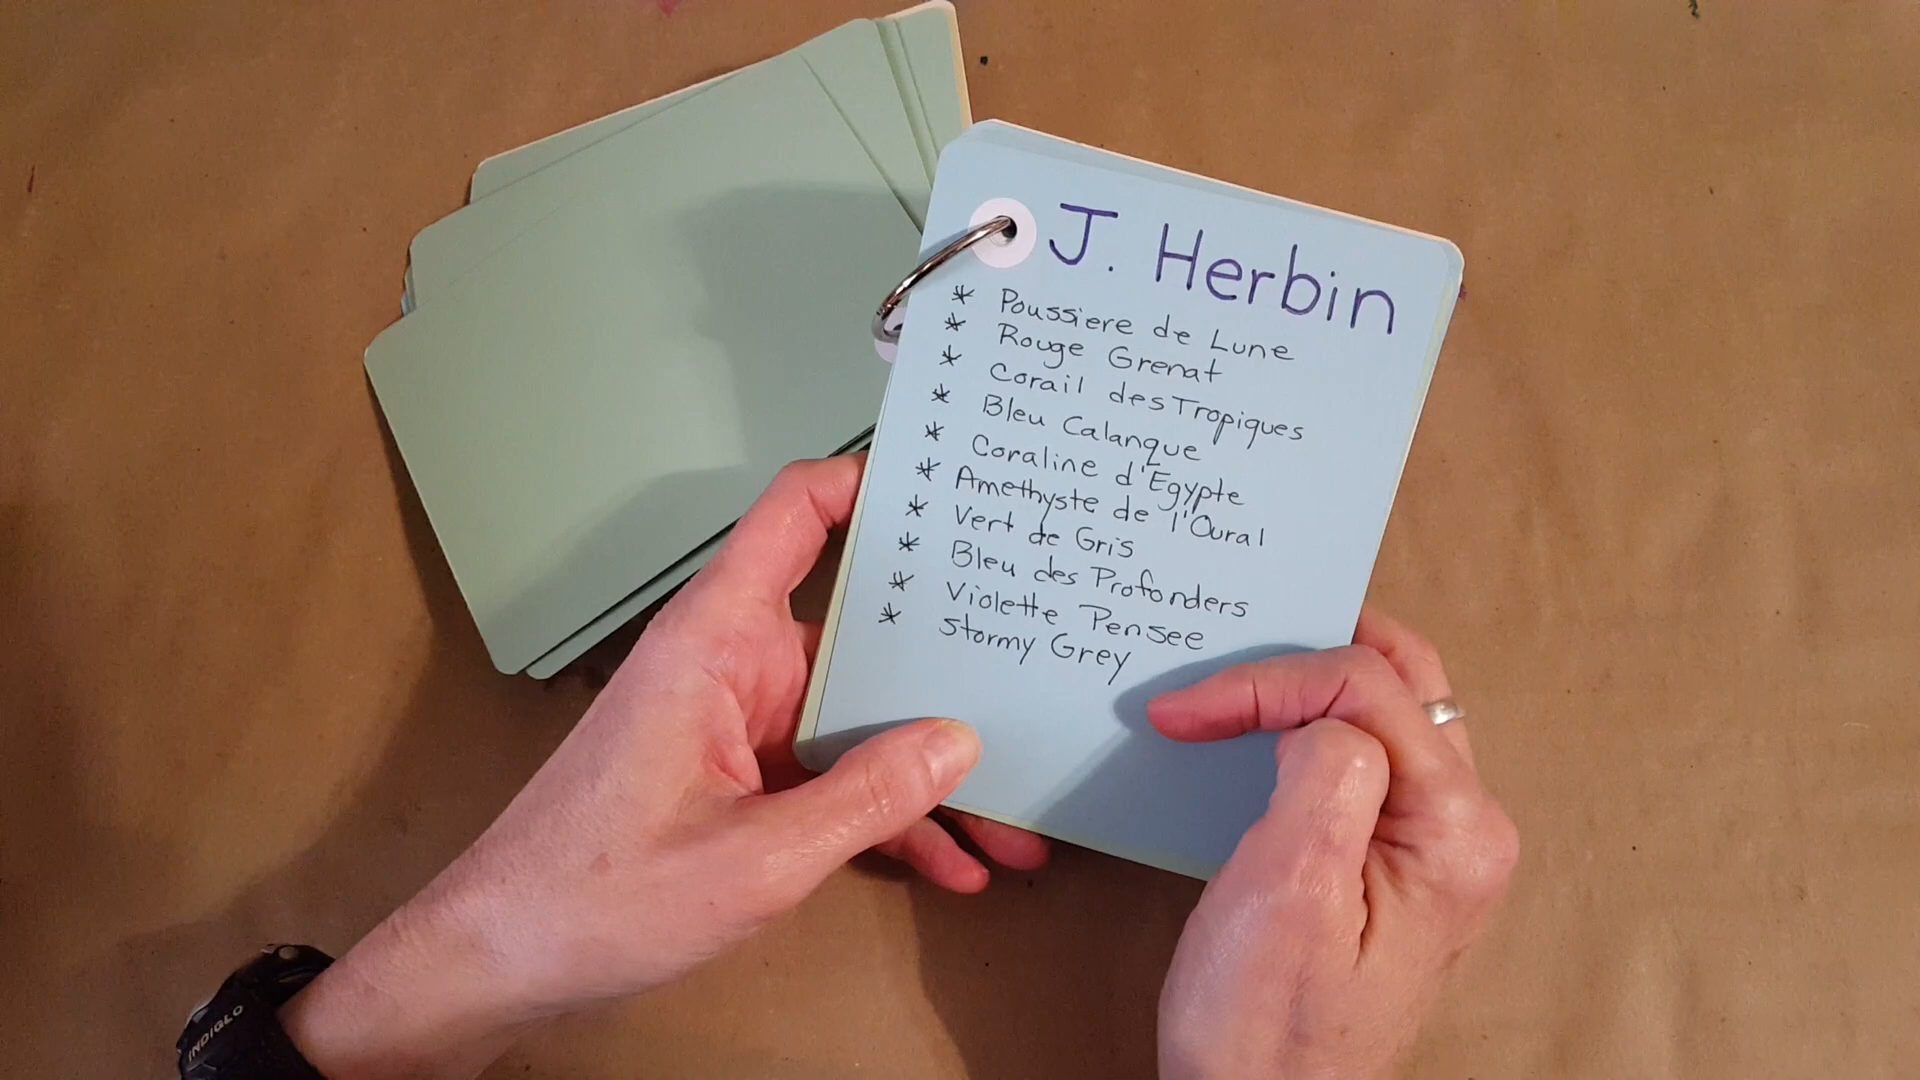 J. Herbin
* Poussiere de Lune
* Rouge Grenat
* Corail des Tropiques
* Bleu Calanque
* Coraline d'Egypte
* Amethyste de l'Oural
* Vert de Gris
* Bleu des Profonders
* Violette Pensee
* Stormy Grey
INDIGLO